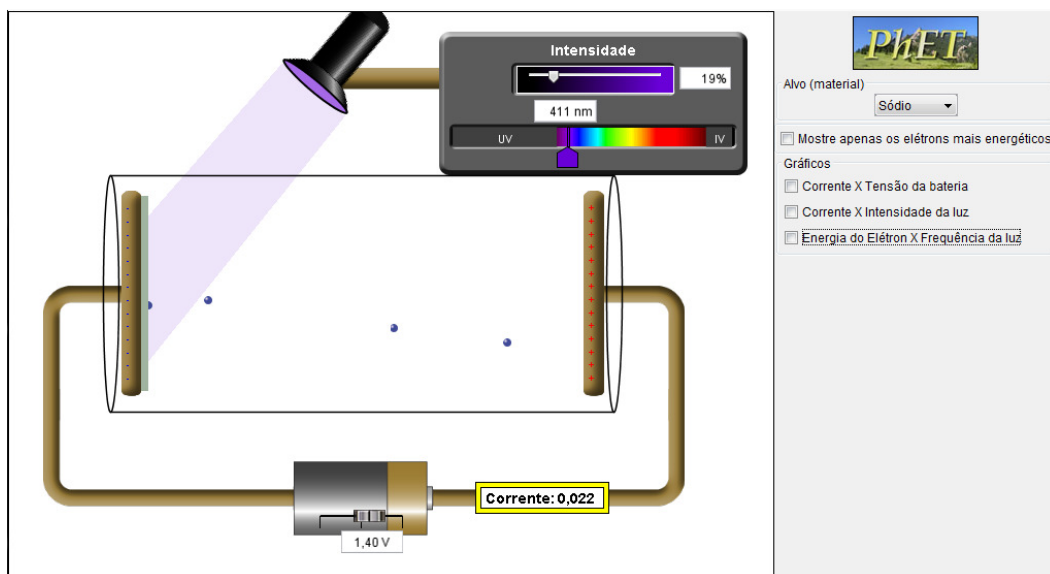 Intensidade
19%
411 nm
UV
IV
Corrente: 0,022
1,40 V
PhET
Alvo (material)
Sódio
Mostre apenas os elétrons mais energéticos
Gráficos
Corrente X Tensão da bateria
Corrente X Intensidade da luz
Energia do Elétron X Frequência da luz